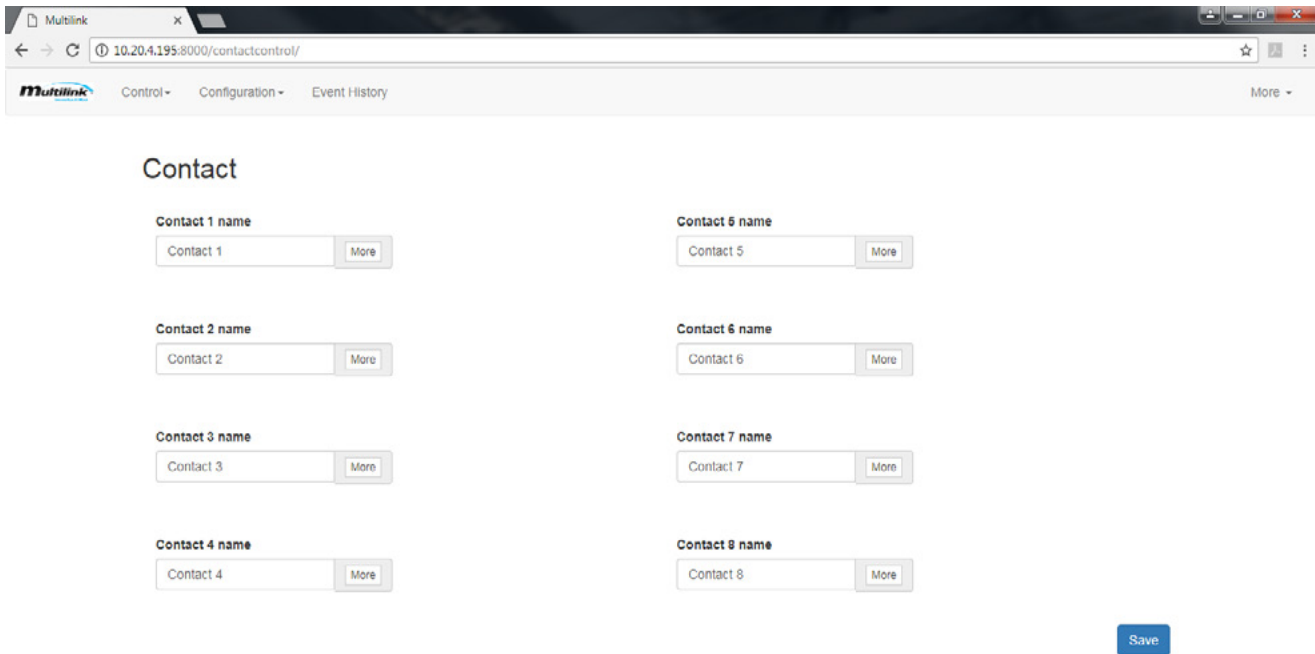 Multilink
10.20.4.195:8000/contactcontrol/
Multilink Control Configuration Event History More
Contact
Contact 1 name Contact 5 name
Contact 1 More Contact 5 More
Contact 2 name Contact 6 name
Contact 2 More Contact 6 More
Contact 3 name Contact 7 name
Contact 3 More Contact 7 More
Contact 4 name Contact 8 name
Contact 4 More Contact 8 More
Save